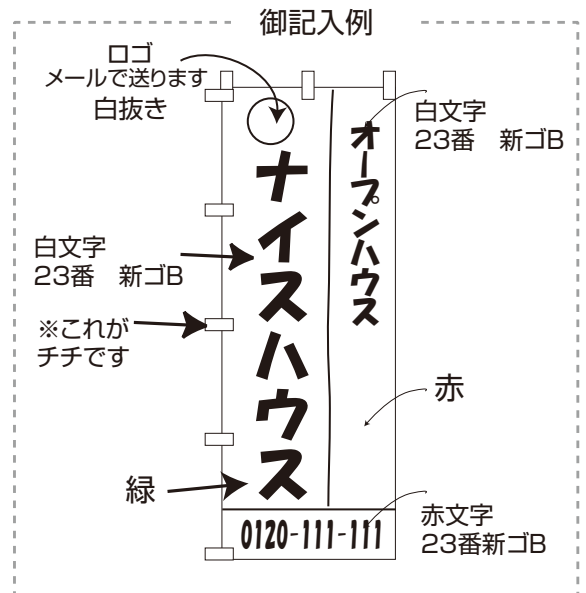 御記入例
ロゴ
メールで送ります
白抜き
白文字
23番　新ゴB
オープンハウス
ナイスハウス
白文字
23番　新ゴB
※これが
チチです
赤
緑
赤文字
23番新ゴB
0120-111-111